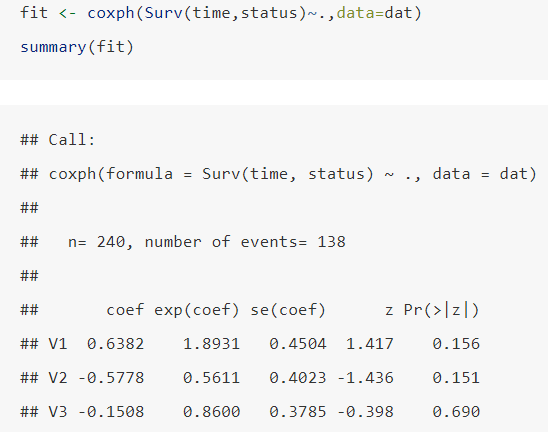 fit <- coxph(Surv(time,status)~.,data=dat)
summary(fit)
## Call:
## coxph(formula = Surv(time, status) ~ ., data = dat)
##
##   n= 240, number of events= 138
##
##       coef exp(coef) se(coef)      z Pr(>|z|)
## V1  0.6382    1.8931   0.4504  1.417    0.156
## V2 -0.5778    0.5611   0.4023 -1.436    0.151
## V3 -0.1508    0.8600   0.3785 -0.398    0.690